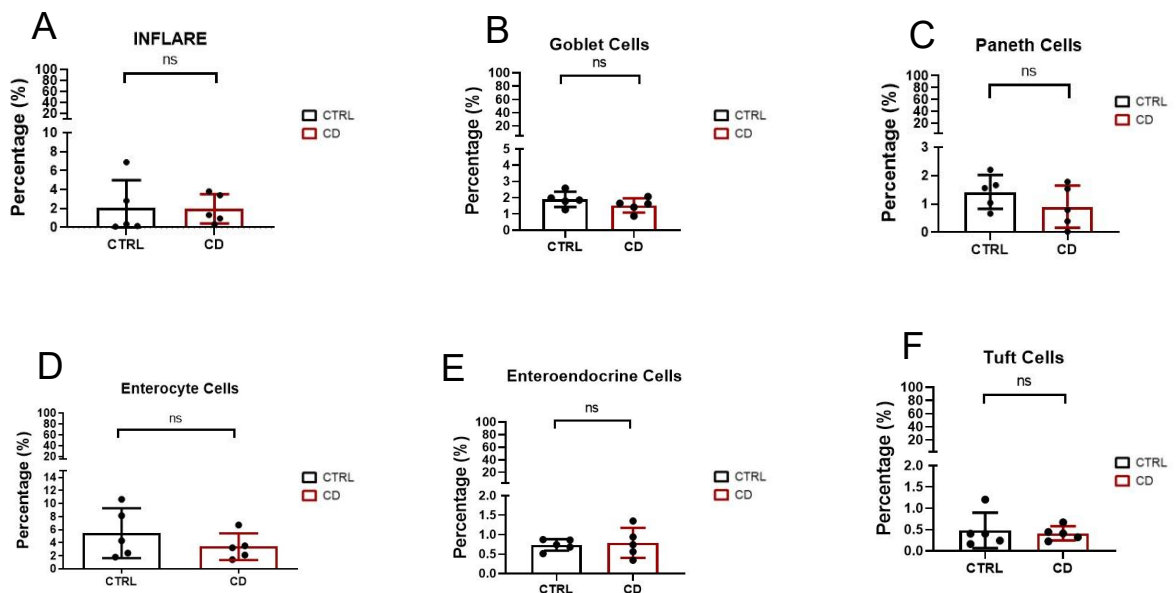 A
INFLARE
ns
Percentage (%)
100
80
60
40
20
10
8
6
4
2
0
CTRL
CD
CTRL
CD
B
Goblet Cells
ns
Percentage (%)
100
80
60
40
20
5
4
3
2
1
0
CTRL
CD
CTRL
CD
C
Paneth Cells
ns
Percentage (%)
100
80
60
40
20
3
2
1
0
CTRL
CD
CTRL
CD
D
Enterocyte Cells
ns
Percentage (%)
100
80
60
40
20
14
12
10
8
6
4
2
0
CTRL
CD
CTRL
CD
E
Enteroendocrine Cells
ns
Percentage (%)
100
80
60
40
20
2.0
1.5
1.0
0.5
0.0
CTRL
CD
CTRL
CD
F
Tuft Cells
ns
Percentage (%)
100
80
60
40
20
2.0
1.5
1.0
0.5
0.0
CTRL
CD
CTRL
CD